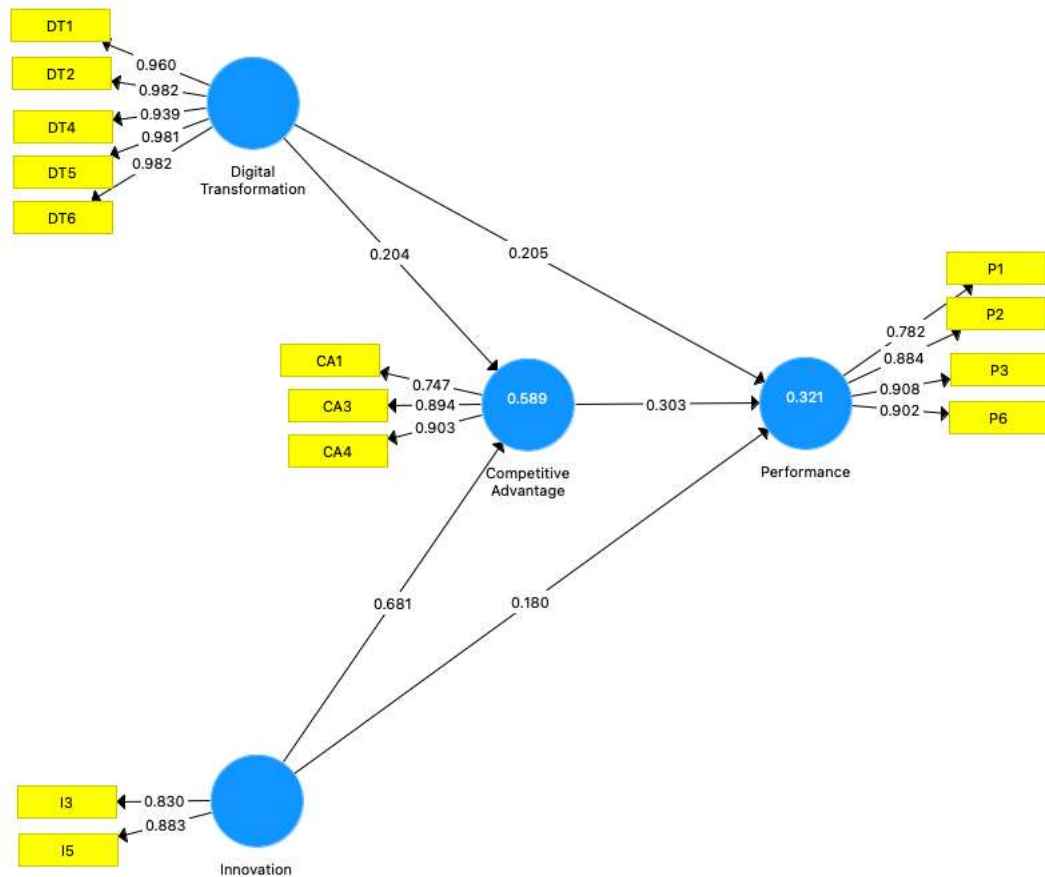 DT1
DT2
DT4
DT5
DT6
0.960
0.982
0.939
0.981
0.982
Digital
Transformation
0.204
0.205
CA1
CA3
CA4
0.747
0.894
0.903
0.589
Competitive
Advantage
0.303
0.321
Performance
P1
P2
P3
P6
0.782
0.884
0.908
0.902
0.681
0.180
I3
I5
0.830
0.883
Innovation